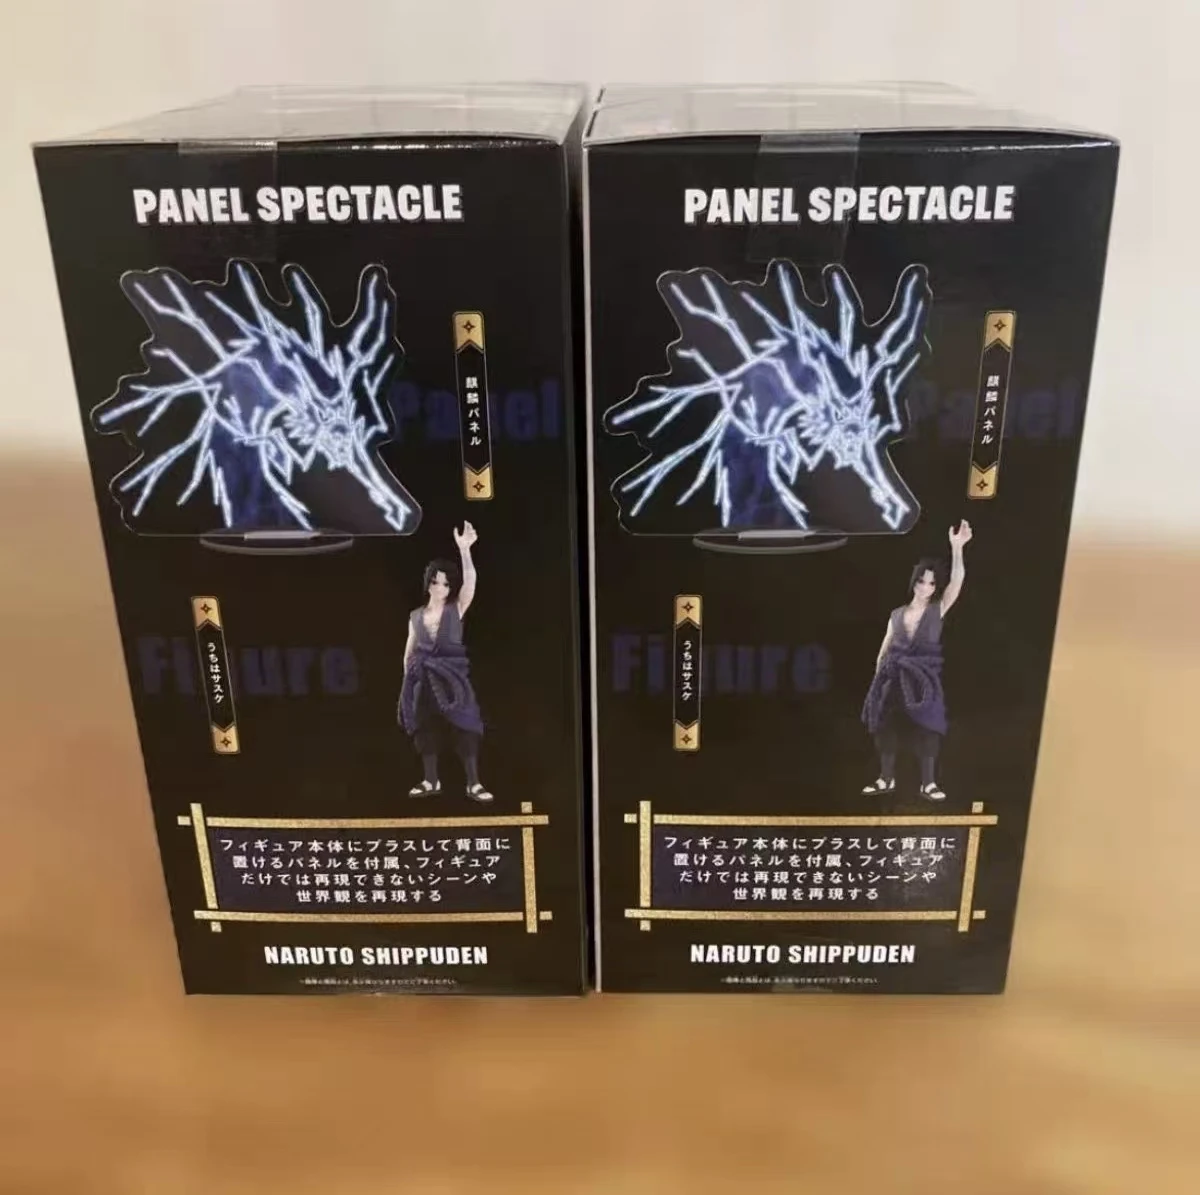 PANEL SPECTACLE
Panel
麒麟パネル
Figure
うちはサスケ
フィギュア本体にプラスして背面に
置けるパネルを付属、フィギュア
だけでは再現できないシーンや
世界観を再現する
NARUTO SHIPPUDEN
PANEL SPECTACLE
Panel
麒麟パネル
Figure
うちはサスケ
フィギュア本体にプラスして背面に
置けるパネルを付属、フィギュア
だけでは再現できないシーンや
世界観を再現する
NARUTO SHIPPUDEN